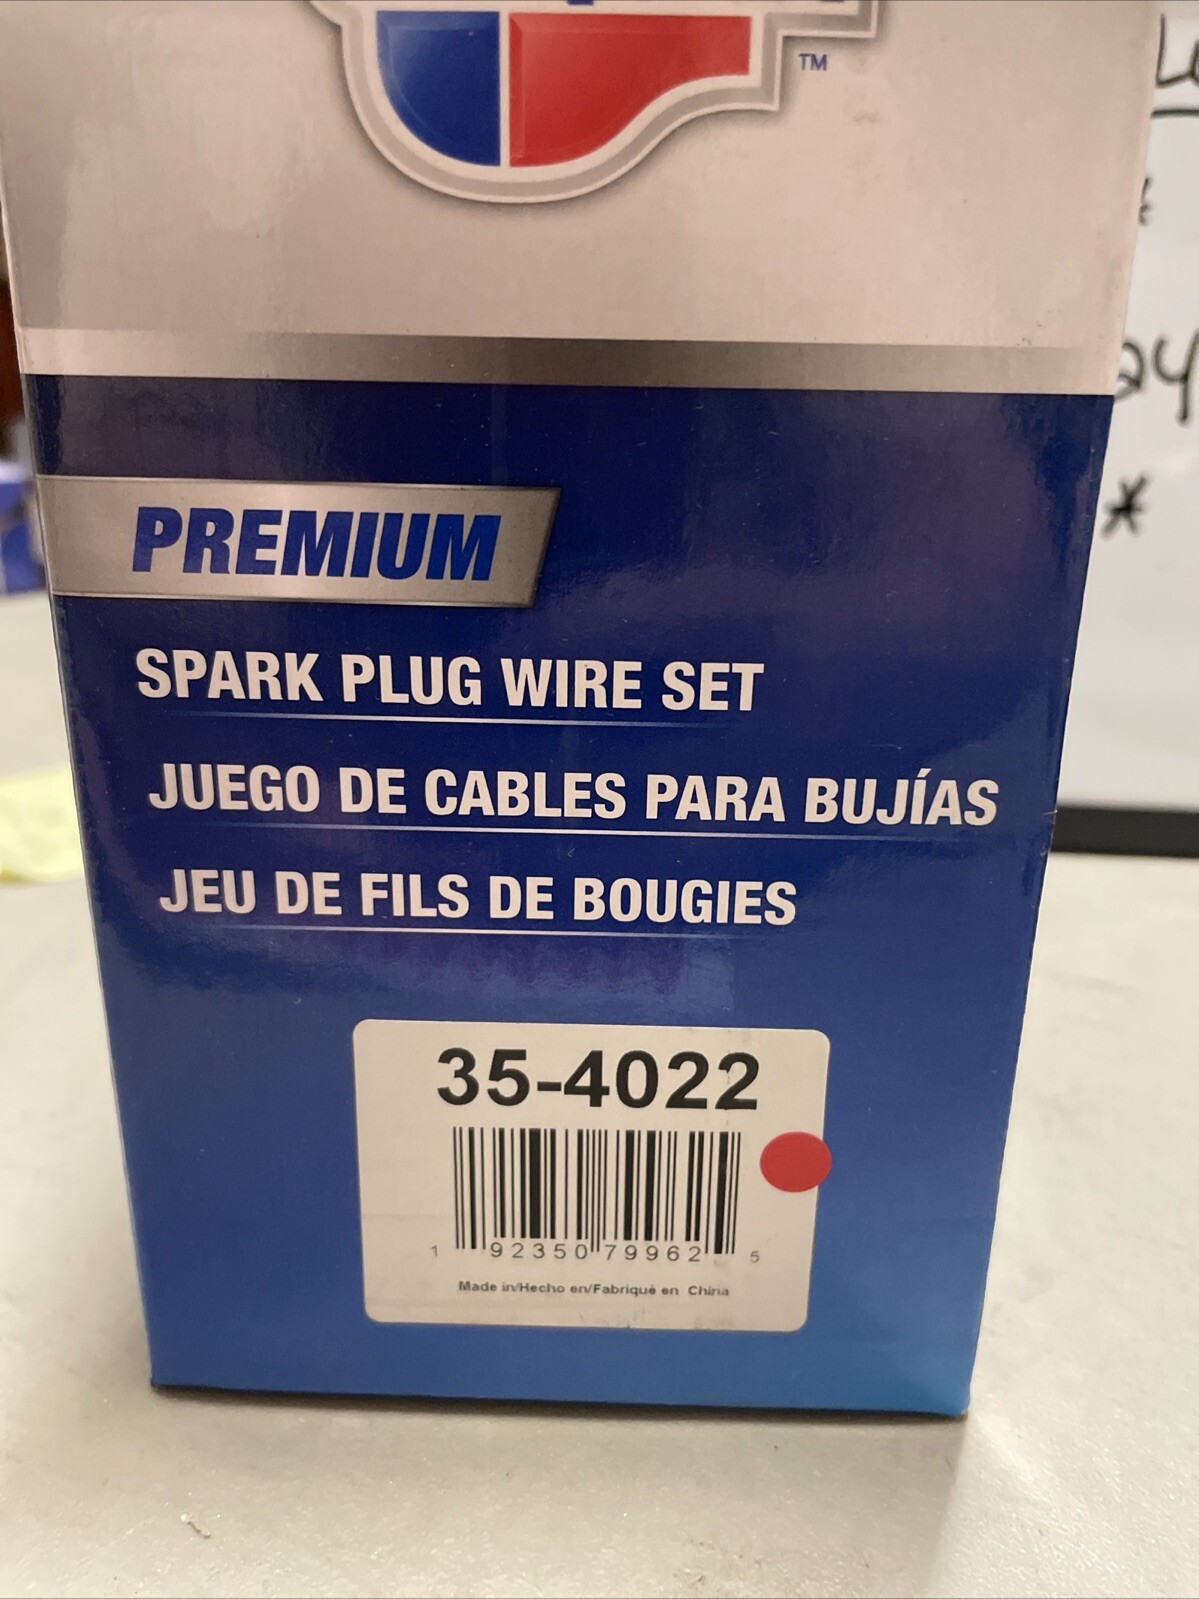 TM
PREMIUM
SPARK PLUG WIRE SET
JUEGO DE CABLES PARA BUJÍAS
JEU DE FILS DE BOUGIES
35-4022
1 92350 79962 5
Made in/Hecho en/Fabriqué en China
*